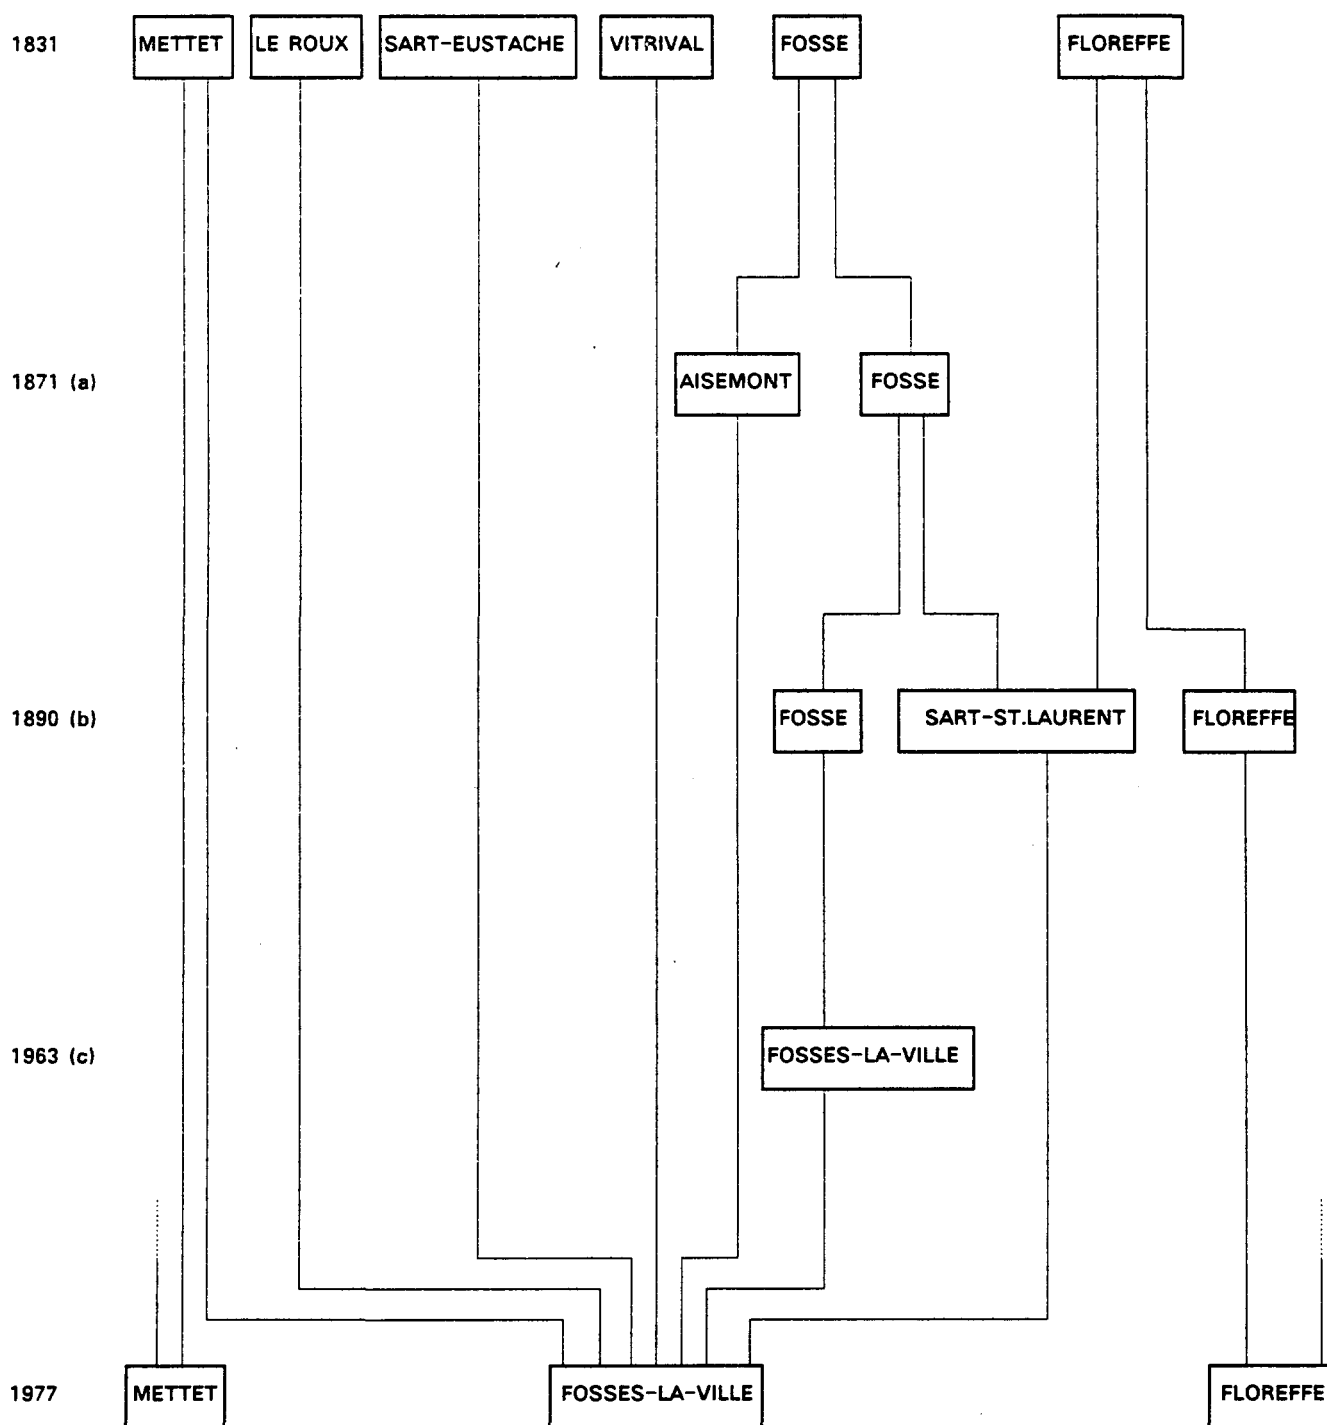 1831 METTET LE ROUX SART-EUSTACHE VITRIVAL FOSSE FLOREFFE
1871 (a) AISEMONT FOSSE
1890 (b) FOSSE SART-ST.LAURENT FLOREFFE
1963 (c) FOSSES-LA-VILLE
1977 METTET FOSSES-LA-VILLE FLOREFFE